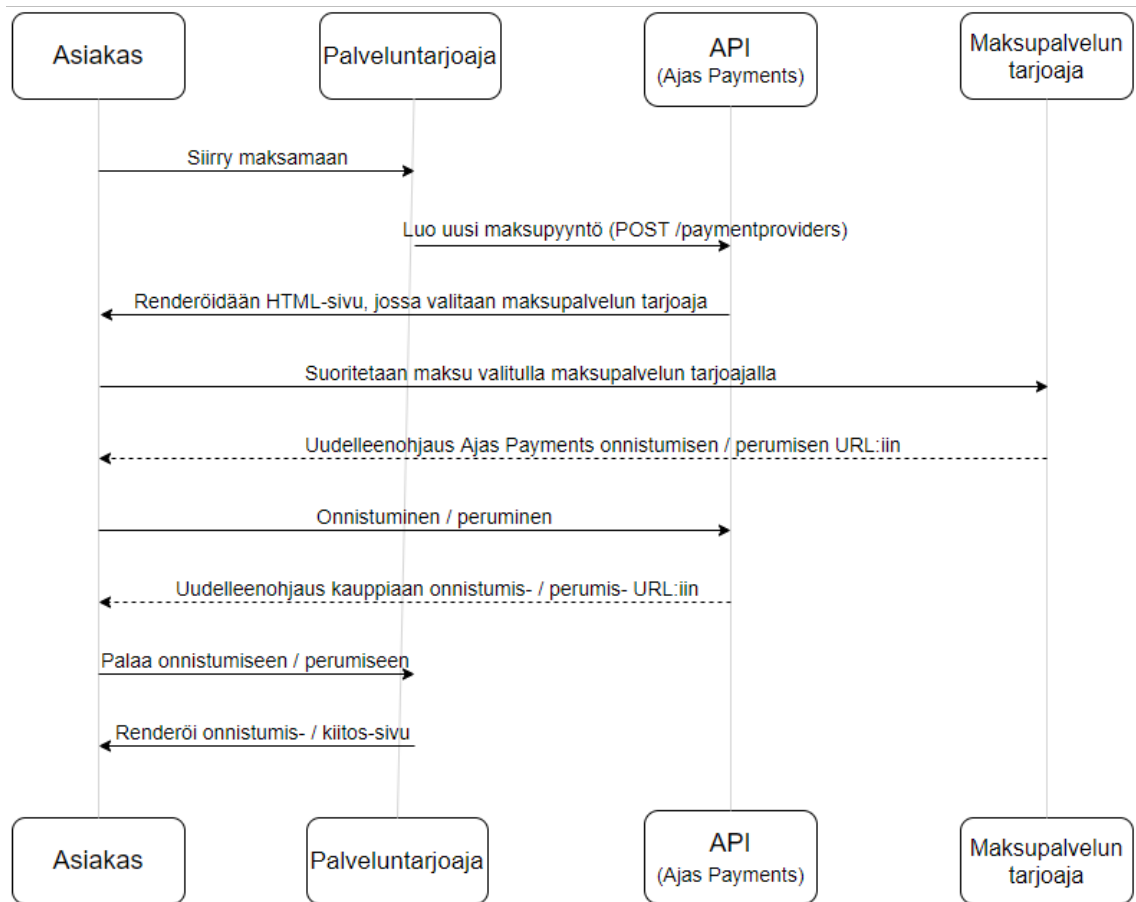 Asiakas
Palveluntarjoaja
API
(Ajas Payments)
Maksupalvelun
tarjoaja
Siirry maksamaan
Luo uusi maksupyyntö (POST /paymentproviders)
Renderöidään HTML-sivu, jossa valitaan maksupalvelun tarjoaja
Suoritetaan maksu valitulla maksupalvelun tarjoajalla
Uudelleenohjaus Ajas Payments onnistumisen / perumisen URL:iin
Onnistuminen / peruminen
Uudelleenohjaus kauppiaan onnistumis- / perumis- URL:iin
Palaa onnistumiseen / perumiseen
Renderöi onnistumis- / kiitos-sivu
Asiakas
Palveluntarjoaja
API
(Ajas Payments)
Maksupalvelun
tarjoaja